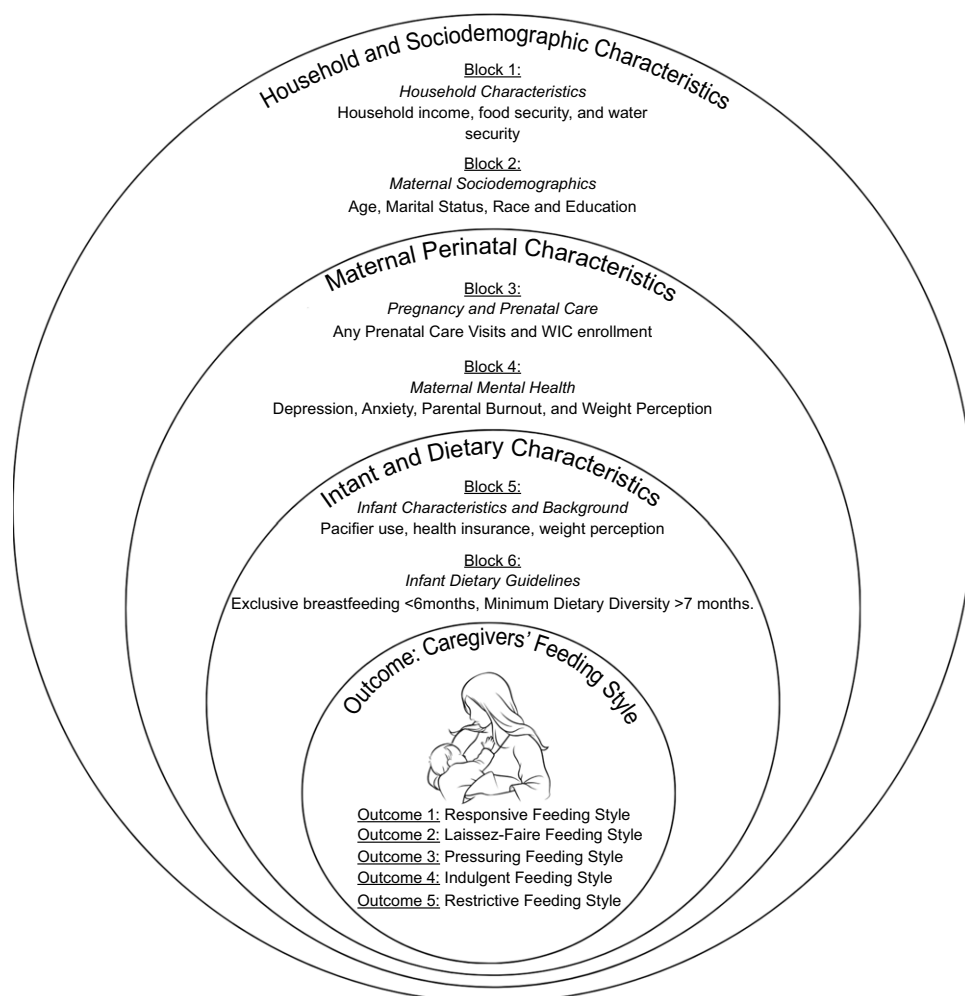 Household and Sociodemographic Characteristics
Block 1:
Household Characteristics
Household income, food security, and water
security
Block 2:
Maternal Sociodemographics
Age, Marital Status, Race and Education
Maternal Perinatal Characteristics
Block 3:
Pregnancy and Prenatal Care
Any Prenatal Care Visits and WIC enrollment
Block 4:
Maternal Mental Health
Depression, Anxiety, Parental Burnout, and Weight Perception
Intant and Dietary Characteristics
Block 5:
Infant Characteristics and Background
Pacifier use, health insurance, weight perception
Block 6:
Infant Dietary Guidelines
Exclusive breastfeeding <6months, Minimum Dietary Diversity >7 months.
Outcome: Caregivers’ Feeding Style
Outcome 1: Responsive Feeding Style
Outcome 2: Laissez-Faire Feeding Style
Outcome 3: Pressuring Feeding Style
Outcome 4: Indulgent Feeding Style
Outcome 5: Restrictive Feeding Style